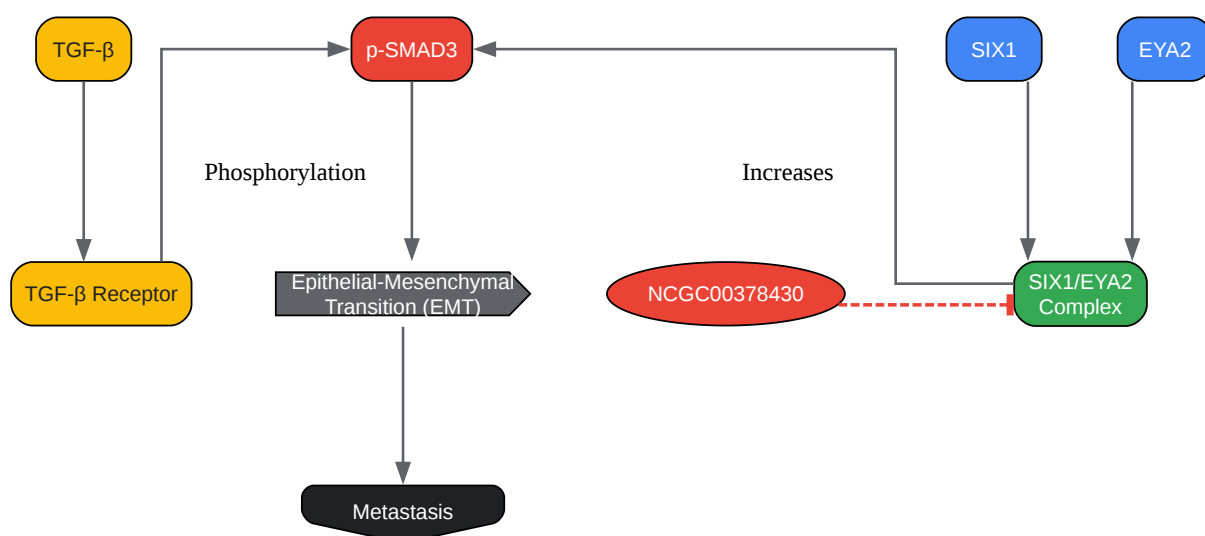 TGF-β
p-SMAD3
SIX1
EYA2
Phosphorylation
Increases
TGF-β Receptor
Epithelial-Mesenchymal
Transition (EMT)
NCGC00378430
SIX1/EYA2
Complex
Metastasis